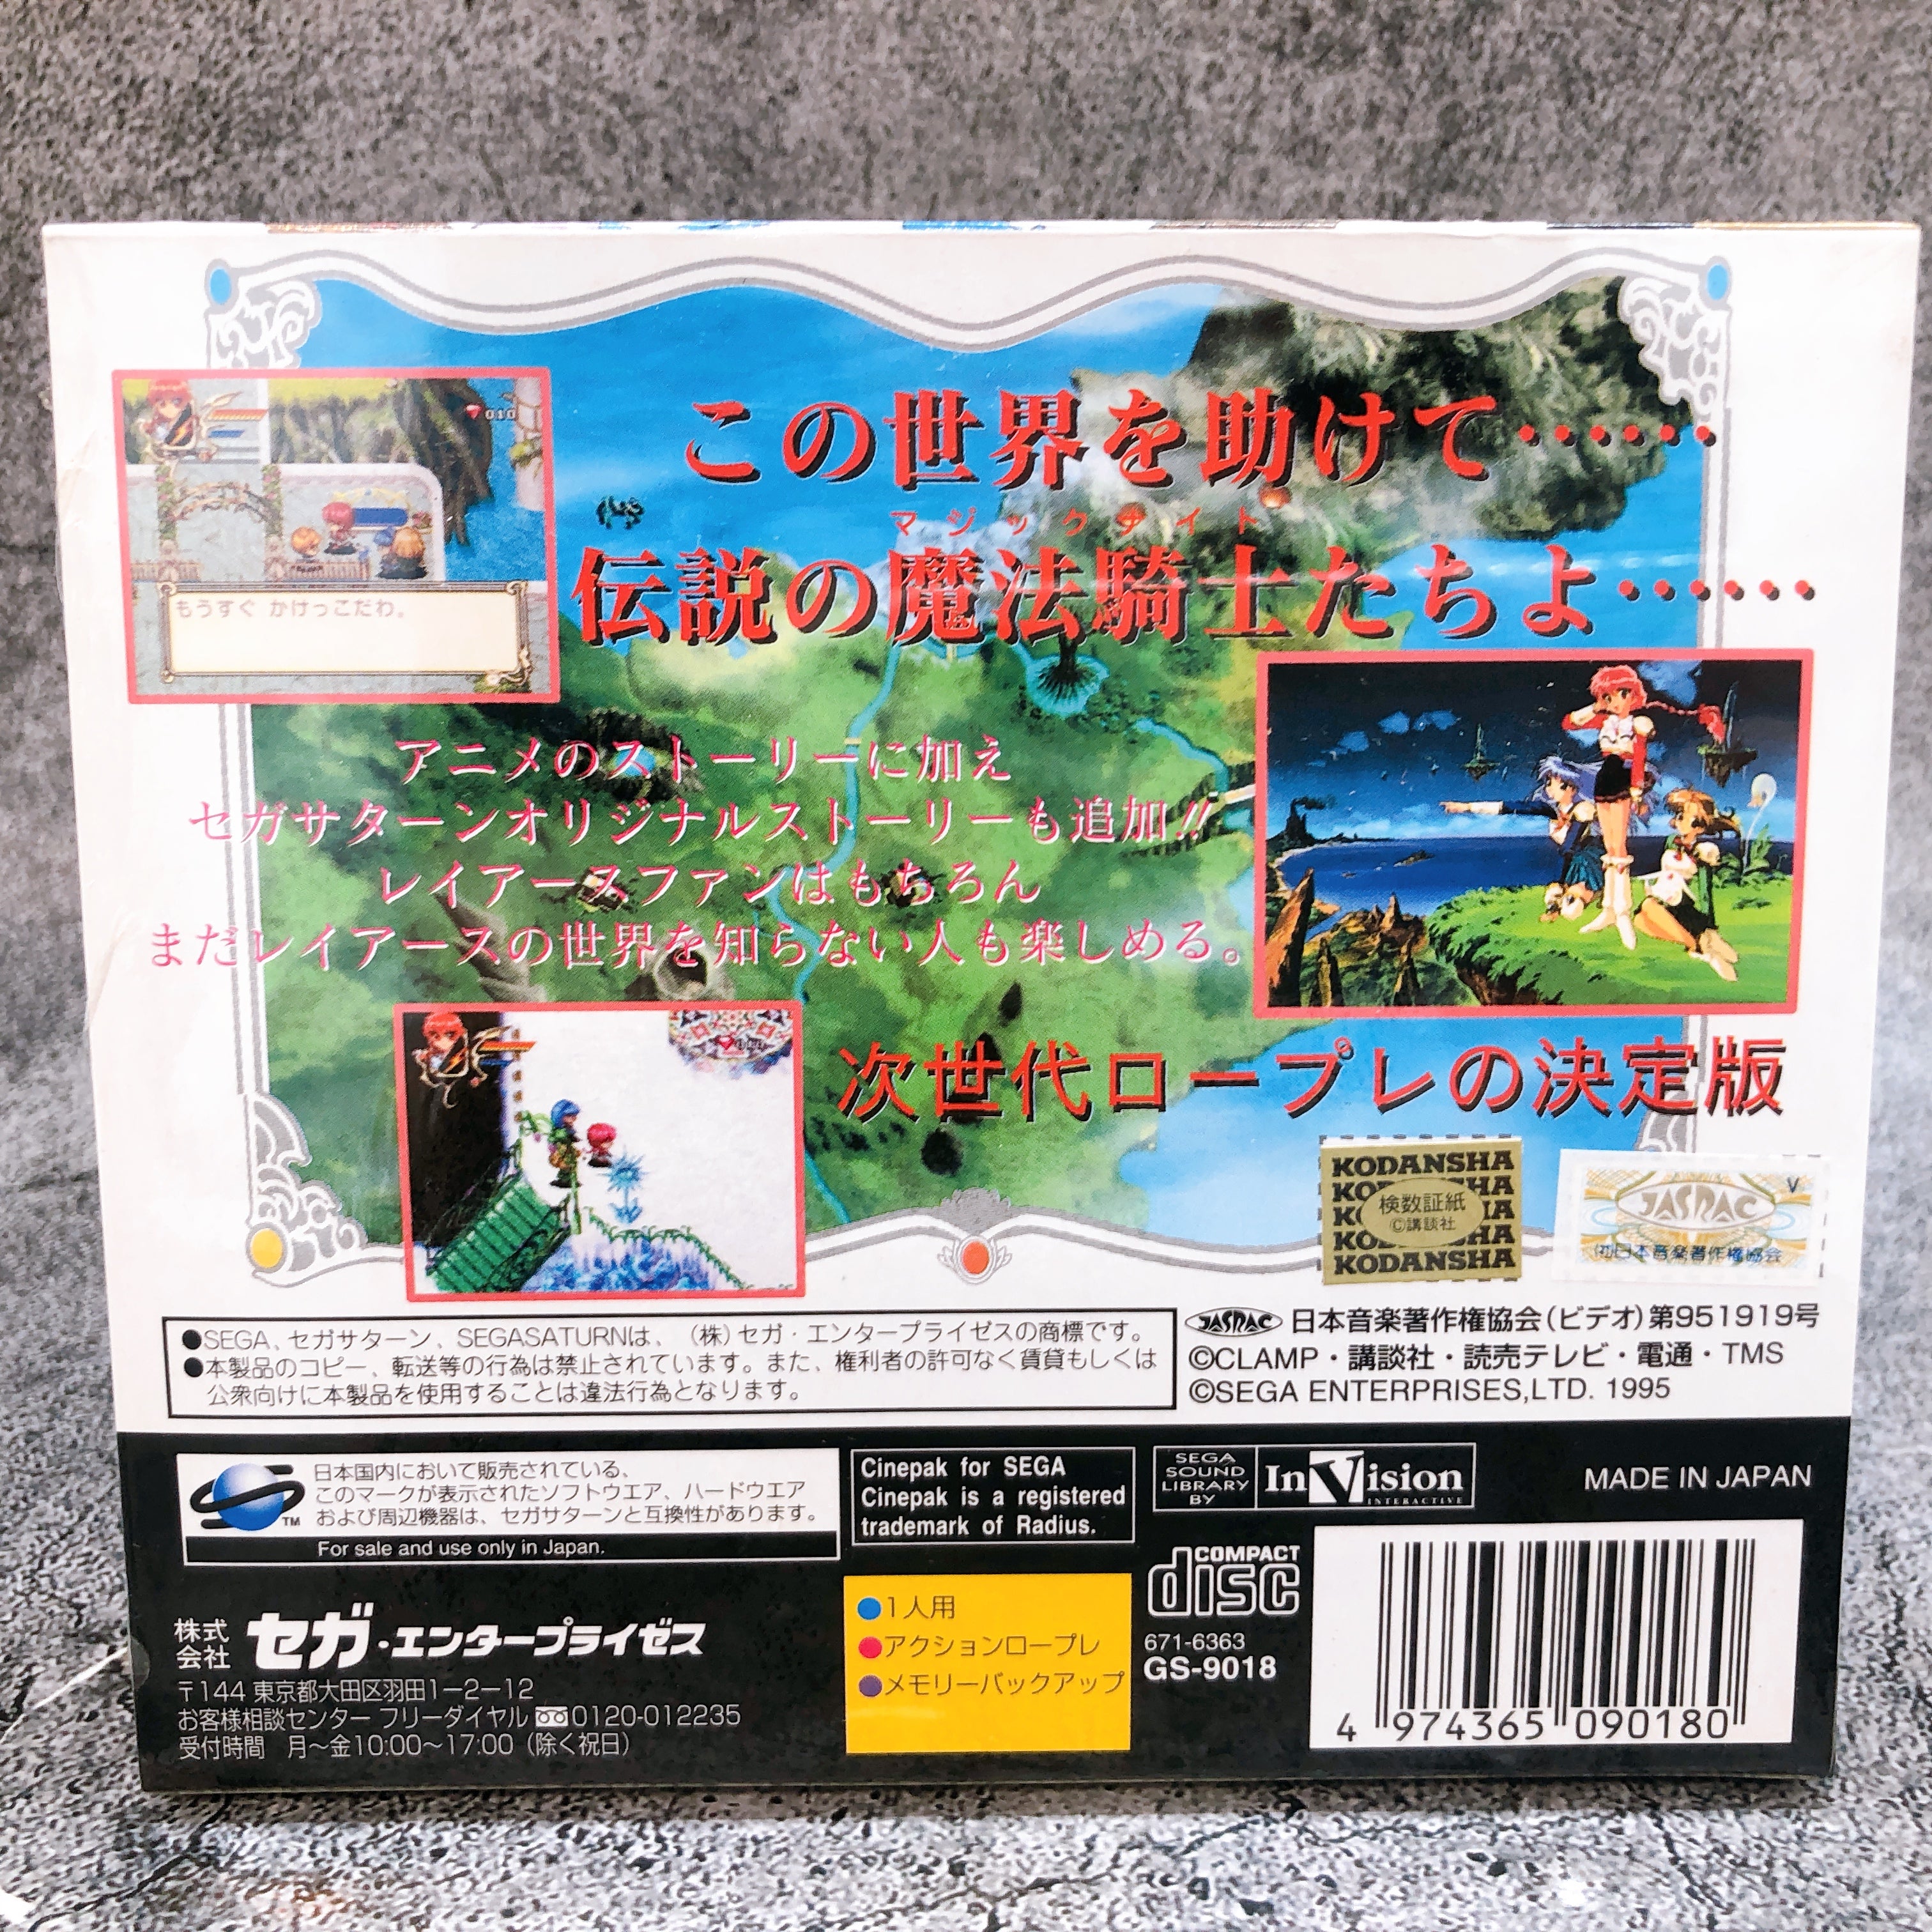 010
この世界を助けて……
マジックナイト
伝説の魔法騎士たちよ……
もうすぐ かけっこだわ。
アニメのストーリーに加え
セガサターンオリジナルストーリーも追加!!
レイアースファンはもちろん
まだレイアースの世界を知らない人も楽しめる。
次世代ロープレの決定版
KODANSHA
検数証紙
©講談社
KODANSHA
JASRAC
V
(社)日本音楽著作権協会
●SEGA、セガサターン、SEGASATURNは、(株)セガ・エンタープライゼスの商標です。
●本製品のコピー、転送等の行為は禁止されています。また、権利者の許可なく賃貸もしくは
公衆向けに本製品を使用することは違法行為となります。
JASRAC 日本音楽著作権協会(ビデオ)第951919号
©CLAMP・講談社・読売テレビ・電通・TMS
©SEGA ENTERPRISES,LTD. 1995
TM
日本国内において販売されている、
このマークが表示されたソフトウエア、ハードウエア
および周辺機器は、セガサターンと互換性があります。
For sale and use only in Japan.
Cinepak for SEGA
Cinepak is a registered
trademark of Radius.
SEGA
SOUND
LIBRARY
BY
InVision
INTERACTIVE
MADE IN JAPAN
株式
会社
セガ・エンタープライゼス
〒144 東京都大田区羽田1-2-12
お客様相談センター フリーダイヤル 0120-012235
受付時間 月〜金10:00〜17:00(除く祝日)
●1人用
●アクションロープレ
●メモリーバックアップ
COMPACT
disc
671-6363
GS-9018
4 974365 090180